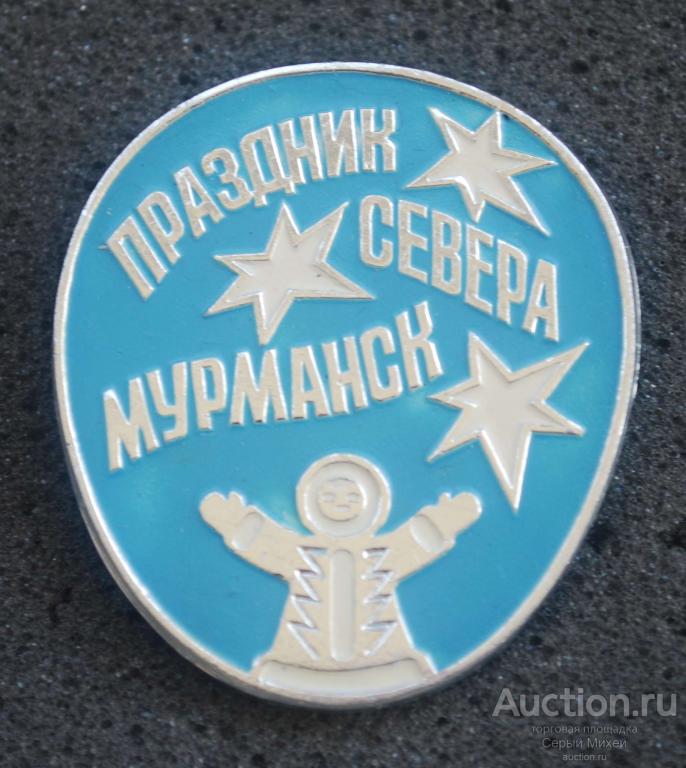 ПРАЗДНИК
СЕВЕРА
МУРМАНСК
Auction.ru
торговая площадка
Серый Михей
auction.ru